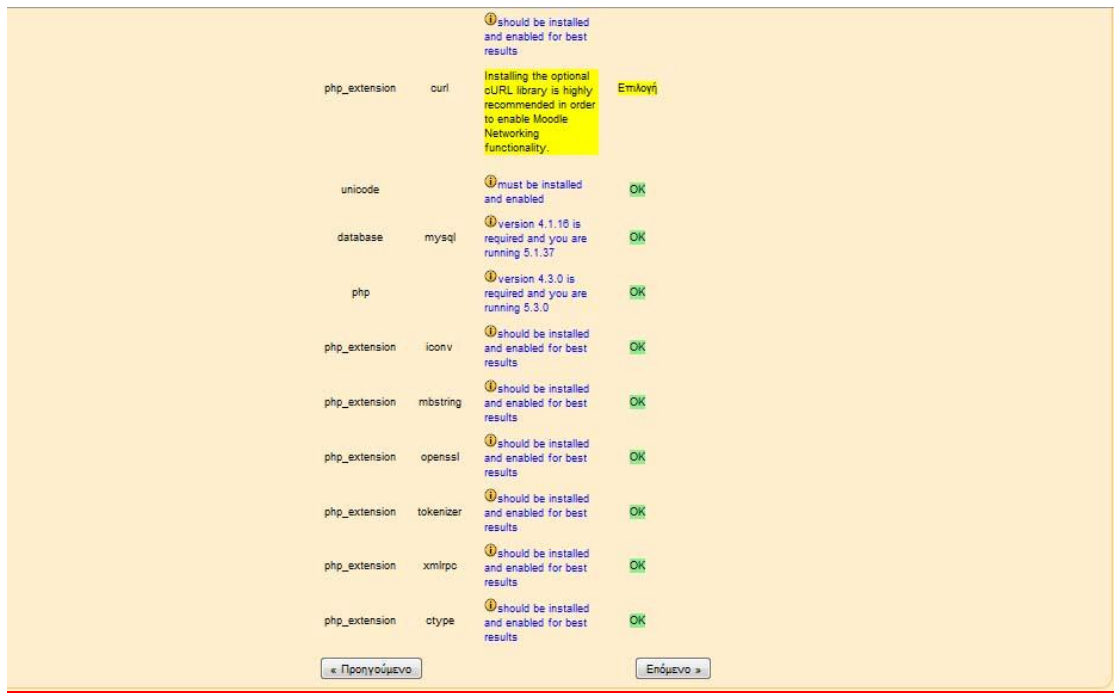 should be installed
and enabled for best
results
php_extension curl Installing the optional
cURL library is highly
recommended in order
to enable Moodle
Networking
functionality. Επιλογή
unicode must be installed
and enabled OK
database mysql version 4.1.16 is
required and you are
running 5.1.37 OK
php version 4.3.0 is
required and you are
running 5.3.0 OK
php_extension iconv should be installed
and enabled for best
results OK
php_extension mbstring should be installed
and enabled for best
results OK
php_extension openssl should be installed
and enabled for best
results OK
php_extension tokenizer should be installed
and enabled for best
results OK
php_extension xmlrpc should be installed
and enabled for best
results OK
php_extension ctype should be installed
and enabled for best
results OK
« Προηγούμενο Επόμενο »